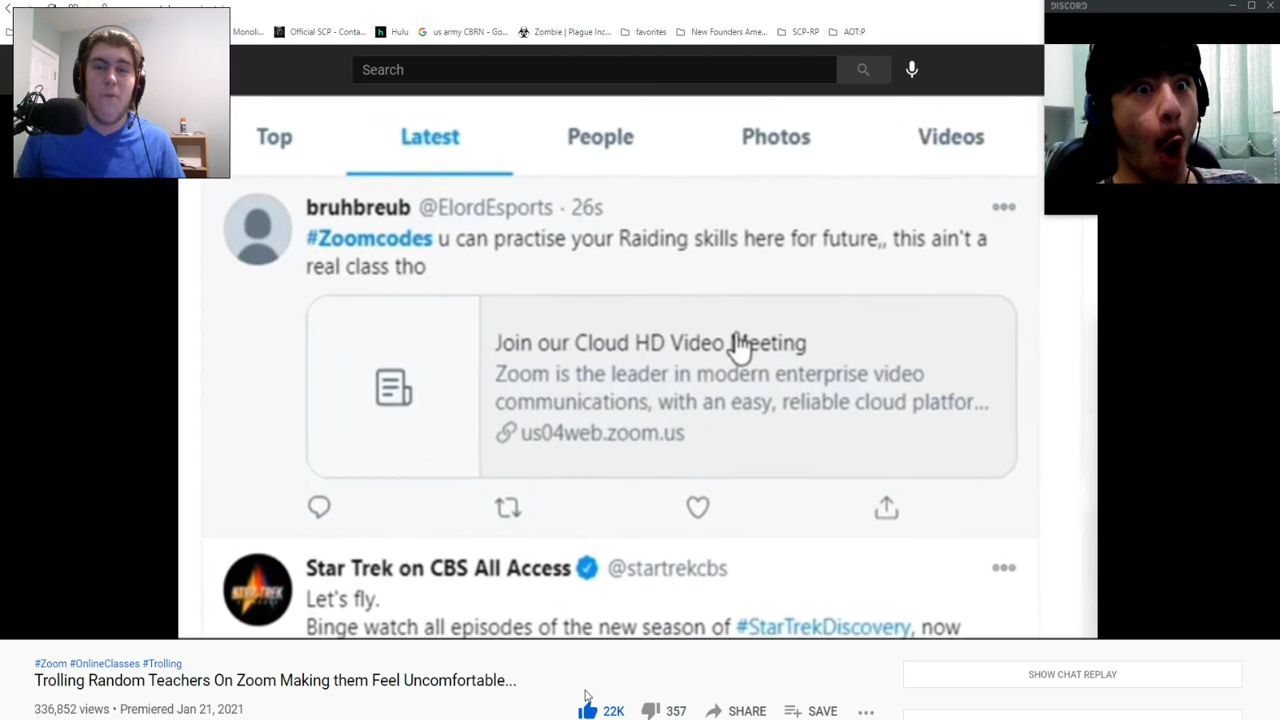 DISCORD
Monoli...
Official SCP - Conta...
Hulu
us army CBRN - Go...
Zombie | Plague Inc...
favorites
New Founders Ame...
SCP-RP
AOT:P
Search
Top
Latest
People
Photos
Videos
bruhbreub @ElordEsports · 26s
#Zoomcodes u can practise your Raiding skills here for future,, this ain't a
real class tho
Join our Cloud HD Video Meeting
Zoom is the leader in modern enterprise video
communications, with an easy, reliable cloud platfor...
us04web.zoom.us
Star Trek on CBS All Access @startrekcbs
Let's fly.
Binge watch all episodes of the new season of #StarTrekDiscovery, now
#Zoom #OnlineClasses #Trolling
Trolling Random Teachers On Zoom Making them Feel Uncomfortable...
336,852 views • Premiered Jan 21, 2021
22K
357
SHARE
SAVE
SHOW CHAT REPLAY